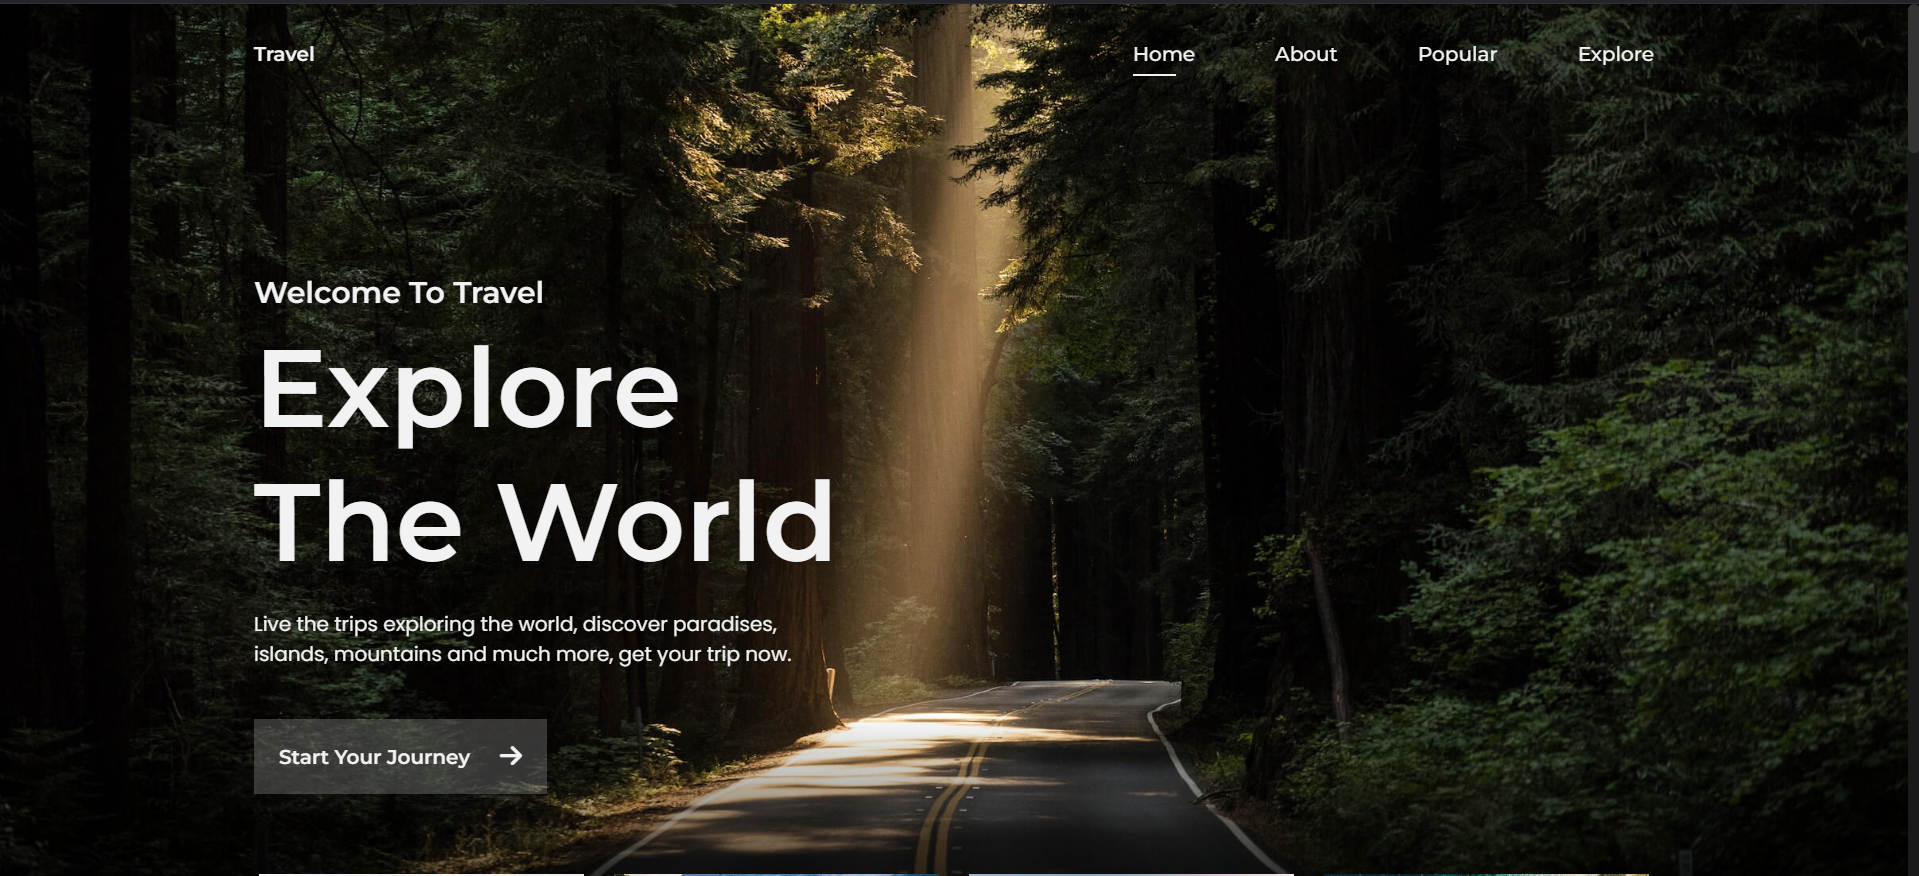 Travel
Home
About
Popular
Explore
Welcome To Travel
Explore
The World
Live the trips exploring the world, discover paradises,
islands, mountains and much more, get your trip now.
Start Your Journey